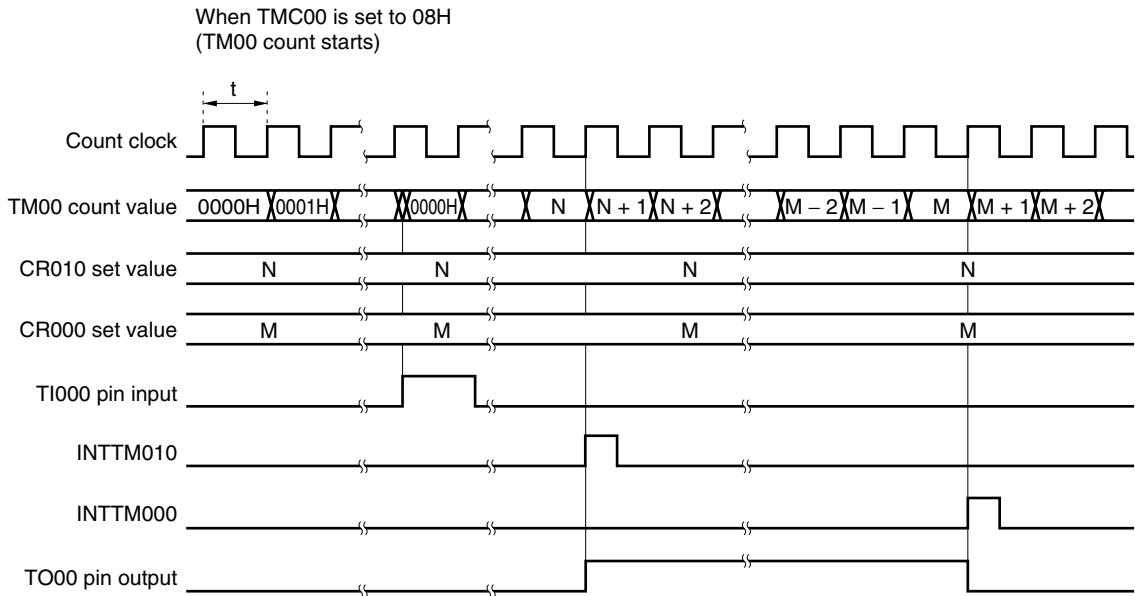 When TMC00 is set to 08H
(TM00 count starts)
t
Count clock
TM00 count value 0000H 0001H 0000H N N + 1 N + 2 M − 2 M − 1 M M + 1 M + 2
CR010 set value N N N N
CR000 set value M M M M
TI000 pin input
INTTM010
INTTM000
TO00 pin output